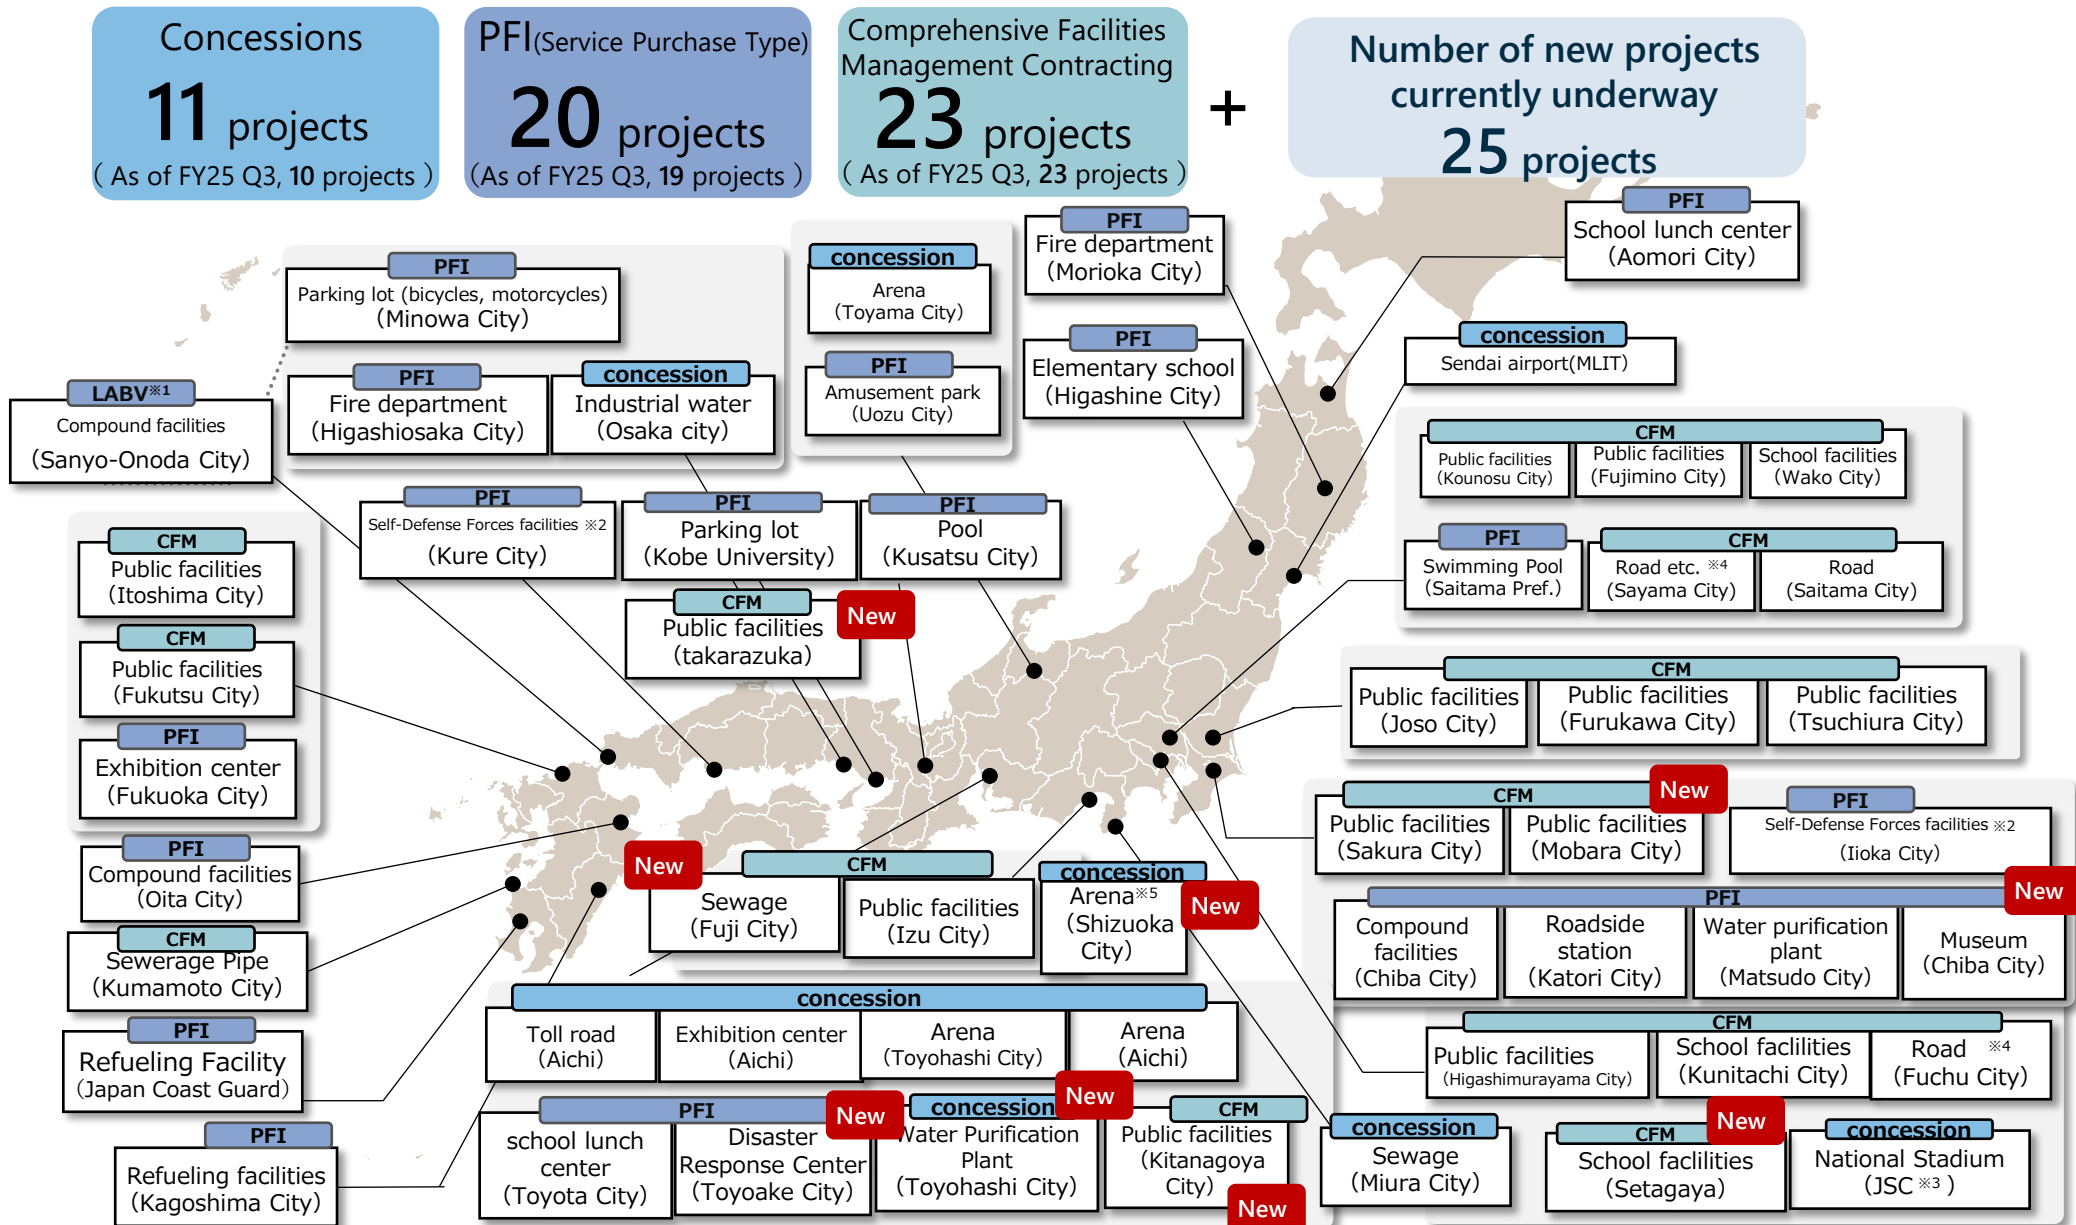 Concessions
11 projects
( As of FY25 Q3, 10 projects )
PFI(Service Purchase Type)
20 projects
(As of FY25 Q3, 19 projects )
Comprehensive Facilities
Management Contracting
23 projects
( As of FY25 Q3, 23 projects )
+
Number of new projects
currently underway
25 projects
PFI
Parking lot (bicycles, motorcycles)
(Minowa City)
PFI
Fire department
(Higashiosaka City)
concession
Industrial water
(Osaka city)
concession
Arena
(Toyama City)
PFI
Amusement park
(Uozu City)
PFI
Fire department
(Morioka City)
PFI
Elementary school
(Higashine City)
PFI
School lunch center
(Aomori City)
concession
Sendai airport(MLIT)
LABV※1
Compound facilities
(Sanyo-Onoda City)
PFI
Self-Defense Forces facilities ※2
(Kure City)
PFI
Parking lot
(Kobe University)
PFI
Pool
(Kusatsu City)
CFM
New
Public facilities
(takarazuka)
CFM
Public facilities
(Kounosu City)
Public facilities
(Fujimino City)
School facilities
(Wako City)
PFI
Swimming Pool
(Saitama Pref.)
CFM
Road etc. ※4
(Sayama City)
Road
(Saitama City)
CFM
Public facilities
(Itoshima City)
CFM
Public facilities
(Fukutsu City)
PFI
Exhibition center
(Fukuoka City)
CFM
Public facilities
(Joso City)
Public facilities
(Furukawa City)
Public facilities
(Tsuchiura City)
CFM
New
Public facilities
(Sakura City)
Public facilities
(Mobara City)
PFI
Self-Defense Forces facilities ※2
(Iioka City)
PFI
New
Compound
facilities
(Chiba City)
Roadside
station
(Katori City)
Water purification
plant
(Matsudo City)
Museum
(Chiba City)
PFI
Compound facilities
(Oita City)
CFM
Sewerage Pipe
(Kumamoto City)
PFI
Refueling Facility
(Japan Coast Guard)
PFI
Refueling facilities
(Kagoshima City)
New
CFM
Sewage
(Fuji City)
Public facilities
(Izu City)
concession
Arena※5
(Shizuoka
City)
New
concession
Toll road
(Aichi)
Exhibition center
(Aichi)
Arena
(Toyohashi City)
Arena
(Aichi)
PFI
New
school lunch
center
(Toyota City)
Disaster
Response Center
(Toyoake City)
concession
New
Water Purification
Plant
(Toyohashi City)
CFM
Public facilities
(Kitanagoya
City)
New
concession
Sewage
(Miura City)
CFM
Public facilities
(Higashimurayama City)
School faclilities
(Kunitachi City)
Road ※4
(Fuchu City)
CFM
New
School faclilities
(Setagaya)
concession
National Stadium
(JSC ※3 )